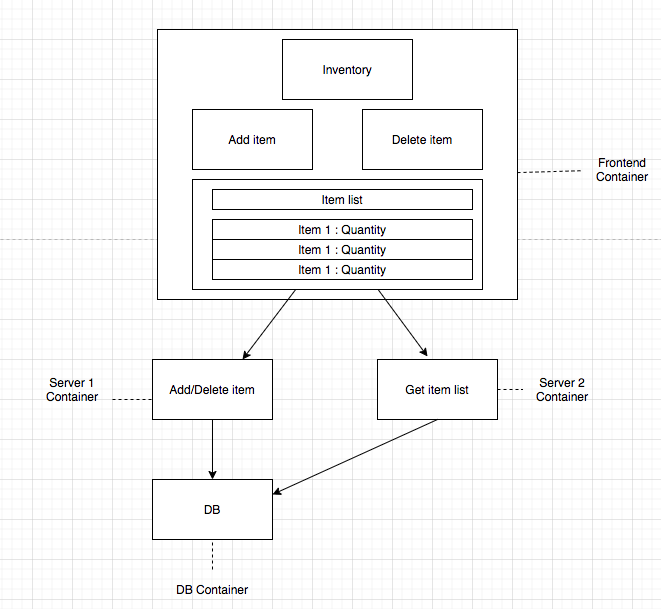 Inventory
Add item
Delete item
Frontend
Container
Item list
Item 1 : Quantity
Item 1 : Quantity
Item 1 : Quantity
Server 1
Container
Add/Delete item
Get item list
Server 2
Container
DB
DB Container